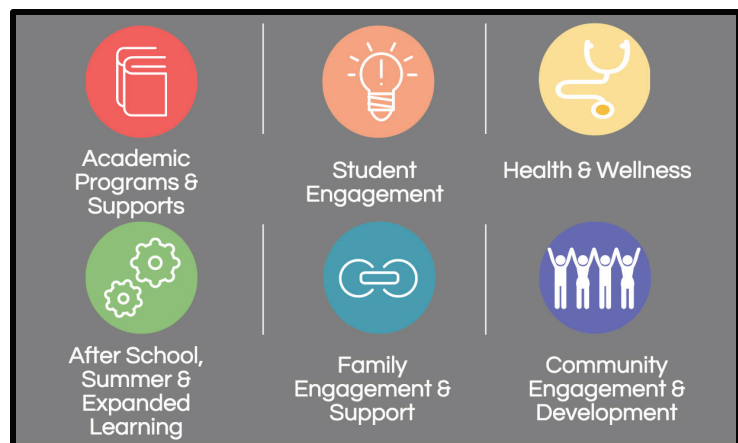 Academic
Programs &
Supports
Student
Engagement
Health & Wellness
After School,
Summer &
Expanded
Learning
Family
Engagement &
Support
Community
Engagement &
Development